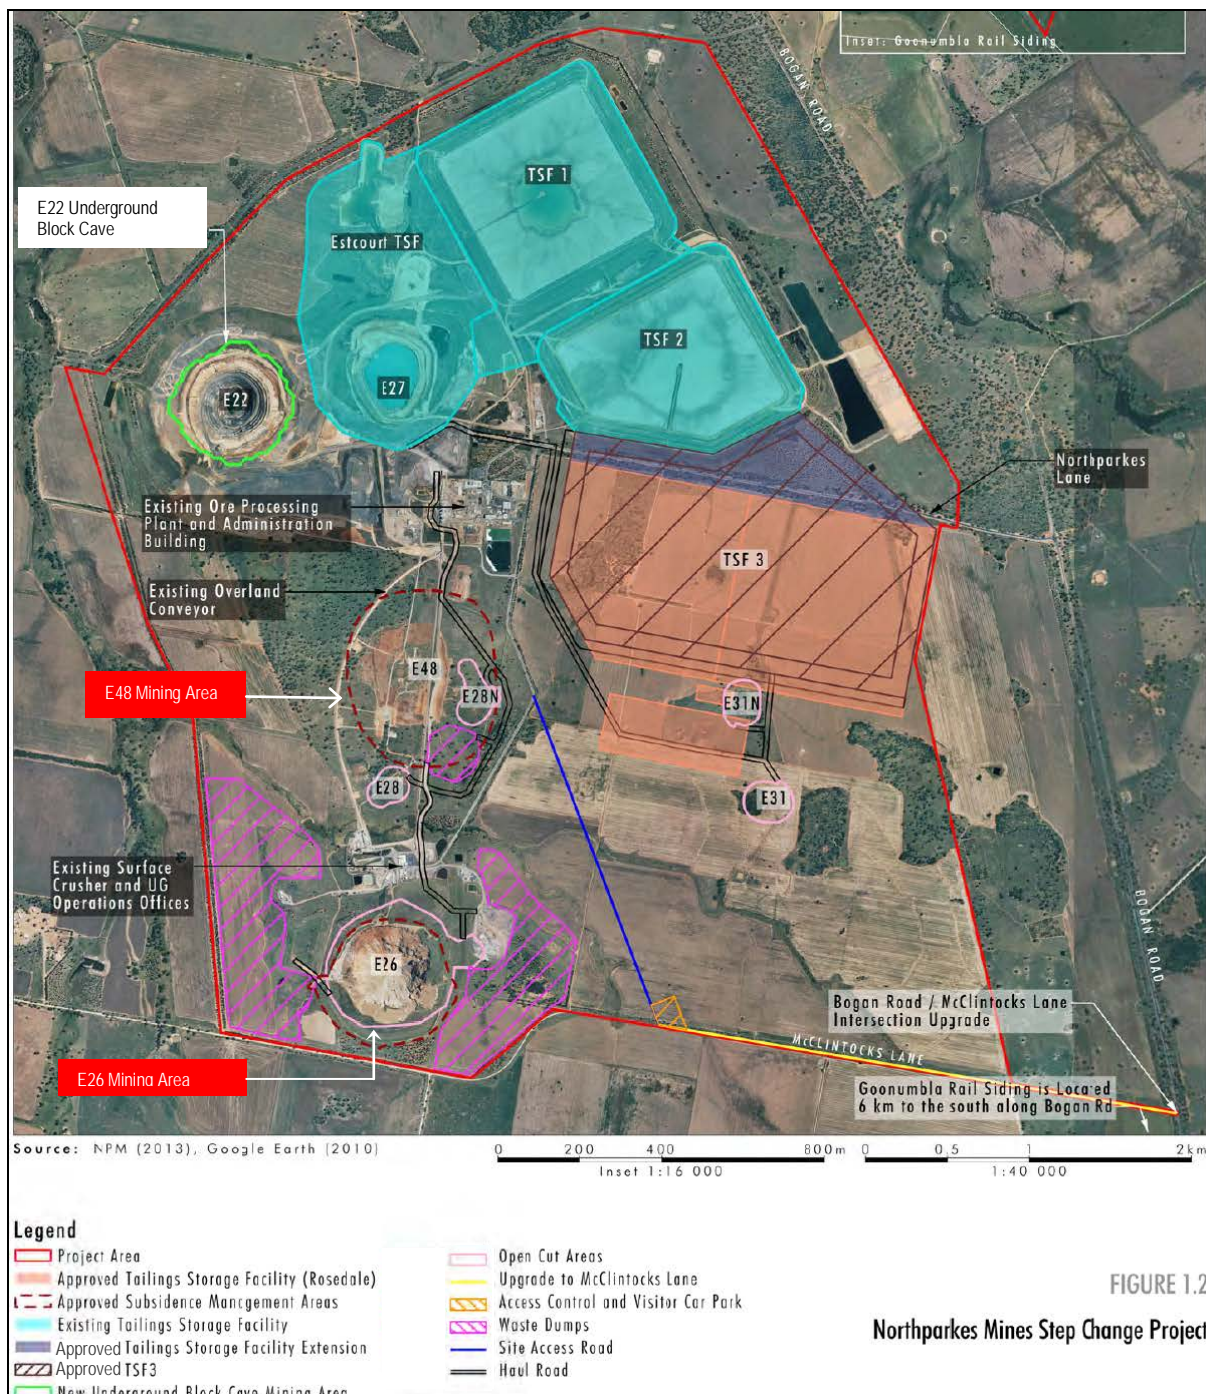 Inset: Goonumbla Rail Siding
BOGAN ROAD
TSF 1
E22 Underground
Block Cave
Estcourt TSF
TSF 2
E27
E22
Northparkes
Lane
Existing Ore Processing
Plant and Administration
Building
TSF 3
Existing Overland
Conveyor
E48
E48 Mining Area
E28N
E31N
E28
E31
Existing Surface
Crusher and UG
Operations Offices
BOGAN ROAD
E26
Bogan Road / McClintocks Lane
Intersection Upgrade
McCLINTOCKS LANE
E26 Mining Area
Goonumbla Rail Siding is Located
6 km to the south along Bogan Rd
Source: NPM (2013), Google Earth (2010)
0 200 400 800m
Inset 1:16 000
0 0.5 1 2km
1:40 000
Legend
Project Area
Approved Tailings Storage Facility (Rosedale)
Approved Subsidence Management Areas
Existing Tailings Storage Facility
Approved Tailings Storage Facility Extension
Approved TSF3
New Underground Block Cave Mining Area
Open Cut Areas
Upgrade to McClintocks Lane
Access Control and Visitor Car Park
Waste Dumps
Site Access Road
Haul Road
FIGURE 1.2
Northparkes Mines Step Change Project